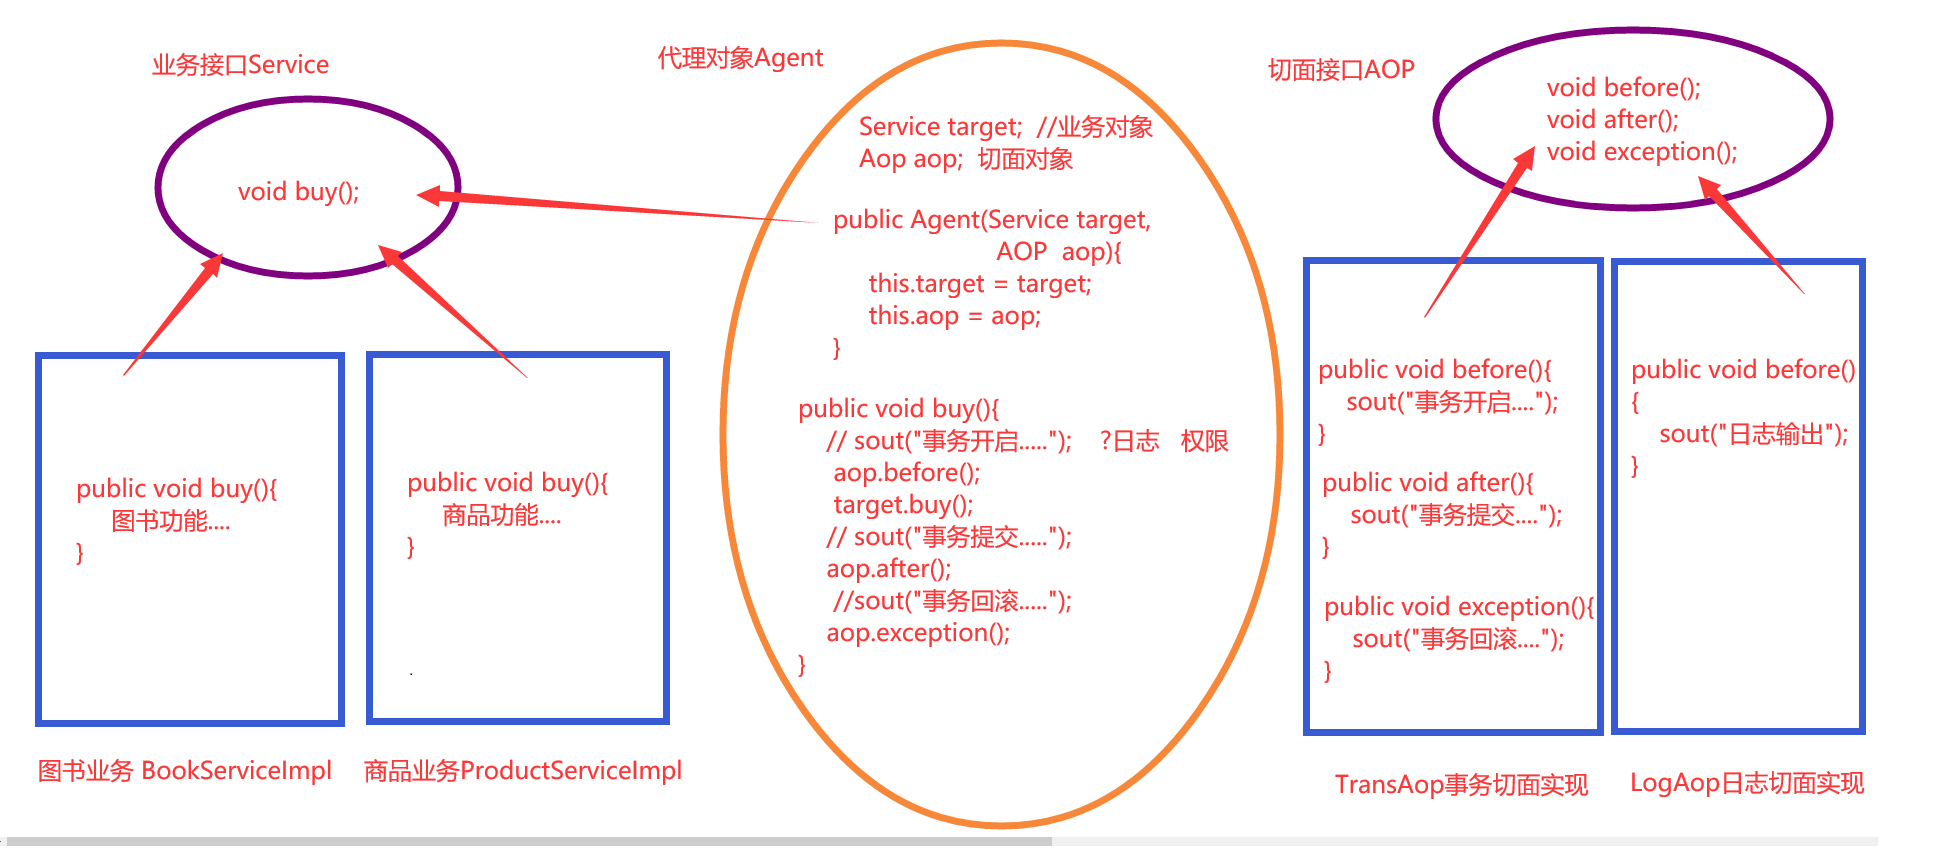 业务接口Service
void buy();
public void buy(){
图书功能....
}
图书业务 BookServiceImpl
public void buy(){
商品功能....
}
.
商品业务ProductServiceImpl
代理对象Agent
Service target;  //业务对象
Aop aop;  切面对象
public Agent(Service target,
AOP  aop){
this.target = target;
this.aop = aop;
}
public void buy(){
// sout("事务开启.....");    ?日志   权限
aop.before();
target.buy();
// sout("事务提交.....");
aop.after();
//sout("事务回滚.....");
aop.exception();
}
切面接口AOP
void before();
void after();
void exception();
public void before(){
sout("事务开启....");
}
public void after(){
sout("事务提交....");
}
public void exception(){
sout("事务回滚....");
}
TransAop事务切面实现
public void before()
{
sout("日志输出");
}
LogAop日志切面实现